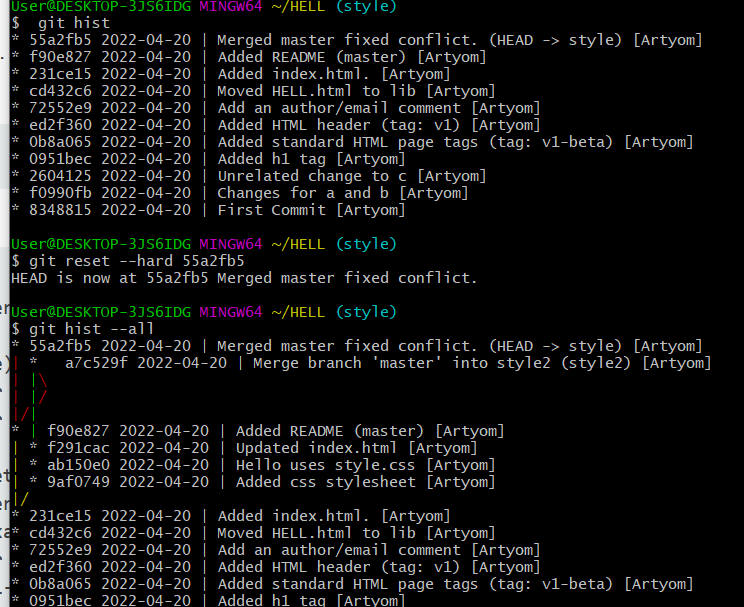 User@DESKTOP-3JS6IDG MINGW64 ~/HELL (style)
$  git hist
* 55a2fb5 2022-04-20 | Merged master fixed conflict. (HEAD -> style) [Artyom]
* f90e827 2022-04-20 | Added README (master) [Artyom]
* 231ce15 2022-04-20 | Added index.html. [Artyom]
* cd432c6 2022-04-20 | Moved HELL.html to lib [Artyom]
* 72552e9 2022-04-20 | Add an author/email comment [Artyom]
* ed2f360 2022-04-20 | Added HTML header (tag: v1) [Artyom]
* 0b8a065 2022-04-20 | Added standard HTML page tags (tag: v1-beta) [Artyom]
* 0951bec 2022-04-20 | Added h1 tag [Artyom]
* 2604125 2022-04-20 | Unrelated change to c [Artyom]
* f0990fb 2022-04-20 | Changes for a and b [Artyom]
* 8348815 2022-04-20 | First Commit [Artyom]
User@DESKTOP-3JS6IDG MINGW64 ~/HELL (style)
$ git reset --hard 55a2fb5
HEAD is now at 55a2fb5 Merged master fixed conflict.
User@DESKTOP-3JS6IDG MINGW64 ~/HELL (style)
$ git hist --all
* 55a2fb5 2022-04-20 | Merged master fixed conflict. (HEAD -> style) [Artyom]
| *   a7c529f 2022-04-20 | Merge branch 'master' into style2 (style2) [Artyom]
| |\
| |/
|/|
* | f90e827 2022-04-20 | Added README (master) [Artyom]
| * f291cac 2022-04-20 | Updated index.html [Artyom]
| * ab150e0 2022-04-20 | Hello uses style.css [Artyom]
| * 9af0749 2022-04-20 | Added css stylesheet [Artyom]
|/
* 231ce15 2022-04-20 | Added index.html. [Artyom]
* cd432c6 2022-04-20 | Moved HELL.html to lib [Artyom]
* 72552e9 2022-04-20 | Add an author/email comment [Artyom]
* ed2f360 2022-04-20 | Added HTML header (tag: v1) [Artyom]
* 0b8a065 2022-04-20 | Added standard HTML page tags (tag: v1-beta) [Artyom]
* 0951bec 2022-04-20 | Added h1 tag [Artyom]